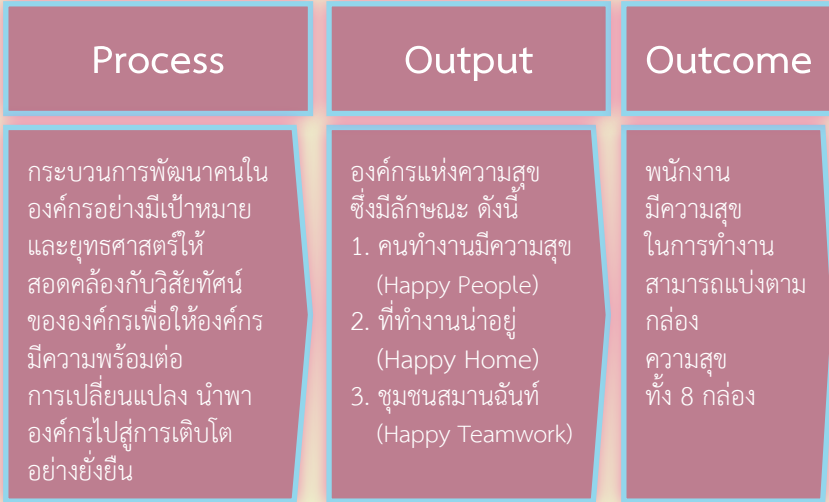 Process
กระบวนการพัฒนาคนใน
องค์กรอย่างมีเป้าหมาย
และยุทธศาสตร์ให้
สอดคล้องกับวิสัยทัศน์
ขององค์กรเพื่อให้องค์กร
มีความพร้อมต่อ
การเปลี่ยนแปลง นำพา
องค์กรไปสู่การเติบโต
อย่างยั่งยืน
Output
องค์กรแห่งความสุข
ซึ่งมีลักษณะ ดังนี้
1. คนทำงานมีความสุข
(Happy People)
2. ที่ทำงานน่าอยู่
(Happy Home)
3. ชุมชนสมานฉันท์
(Happy Teamwork)
Outcome
พนักงาน
มีความสุข
ในการทำงาน
สามารถแบ่งตาม
กล่อง
ความสุข
ทั้ง 8 กล่อง